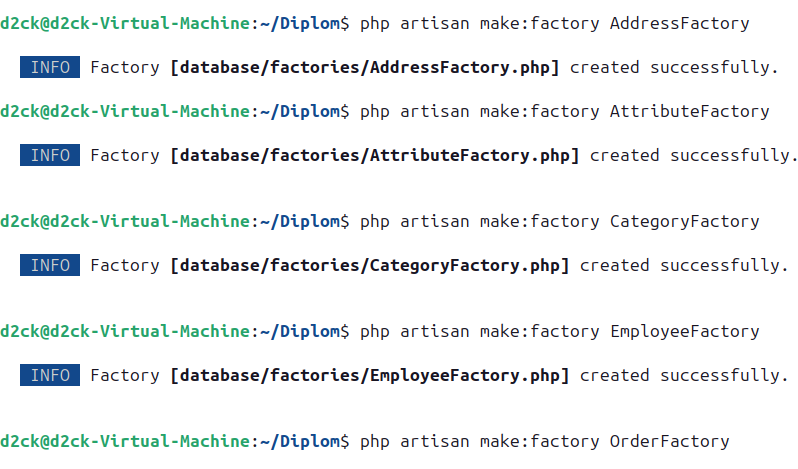 d2ck@d2ck-Virtual-Machine:~/Diplom$ php artisan make:factory AddressFactory
INFO Factory [database/factories/AddressFactory.php] created successfully.
d2ck@d2ck-Virtual-Machine:~/Diplom$ php artisan make:factory AttributeFactory
INFO Factory [database/factories/AttributeFactory.php] created successfully.
d2ck@d2ck-Virtual-Machine:~/Diplom$ php artisan make:factory CategoryFactory
INFO Factory [database/factories/CategoryFactory.php] created successfully.
d2ck@d2ck-Virtual-Machine:~/Diplom$ php artisan make:factory EmployeeFactory
INFO Factory [database/factories/EmployeeFactory.php] created successfully.
d2ck@d2ck-Virtual-Machine:~/Diplom$ php artisan make:factory OrderFactory